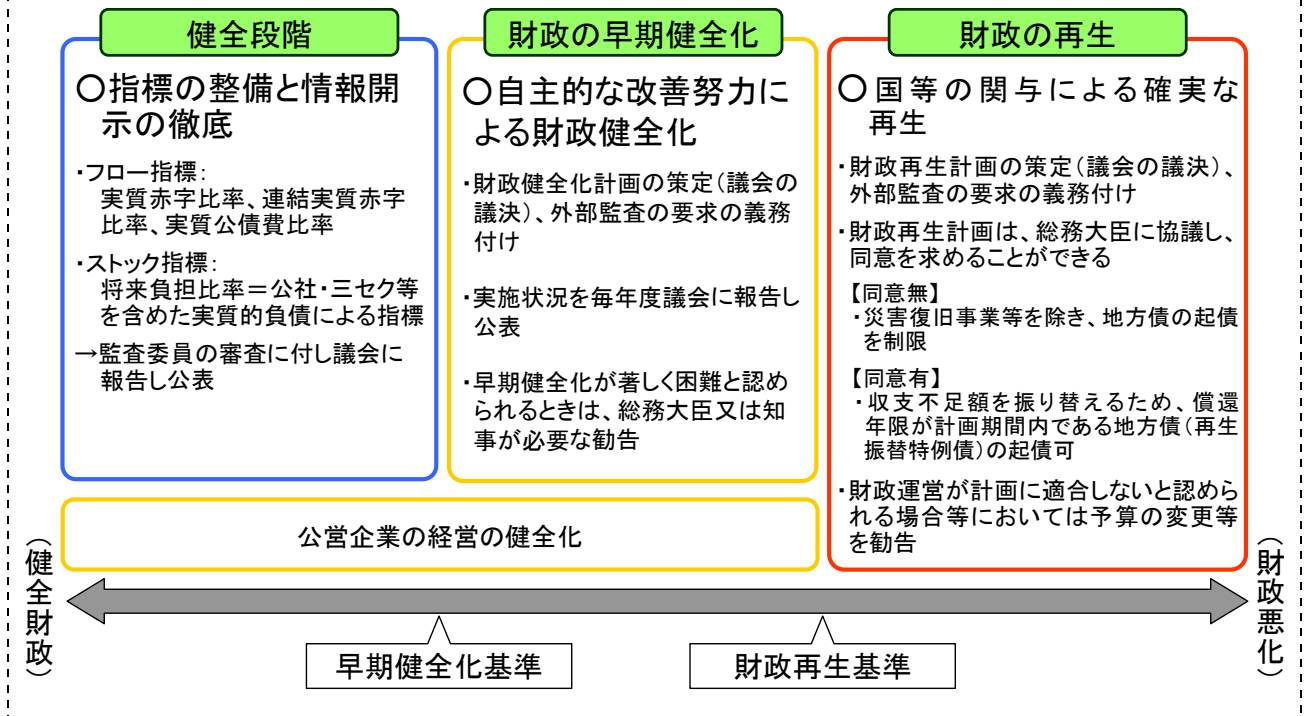 健全段階
〇指標の整備と情報開
示の徹底
・フロー指標:
実質赤字比率、連結実質赤字
比率、実質公債費比率
・ストック指標:
将来負担比率=公社・三セク等
を含めた実質的負債による指標
→監査委員の審査に付し議会に
報告し公表
財政の早期健全化
〇自主的な改善努力に
よる財政健全化
・財政健全化計画の策定(議会の
議決)、外部監査の要求の義務
付け
・実施状況を毎年度議会に報告し
公表
・早期健全化が著しく困難と認め
られるときは、総務大臣又は知
事が必要な勧告
財政の再生
〇国等の関与による確実な
再生
・財政再生計画の策定(議会の議決)、
外部監査の要求の義務付け
・財政再生計画は、総務大臣に協議し、
同意を求めることができる
【同意無】
・災害復旧事業等を除き、地方債の起債
を制限
【同意有】
・収支不足額を振り替えるため、償還
年限が計画期間内である地方債(再生
振替特例債)の起債可
・財政運営が計画に適合しないと認めら
れる場合等においては予算の変更等
を勧告
公営企業の経営の健全化
(健全財政)
(財政悪化)
早期健全化基準
財政再生基準